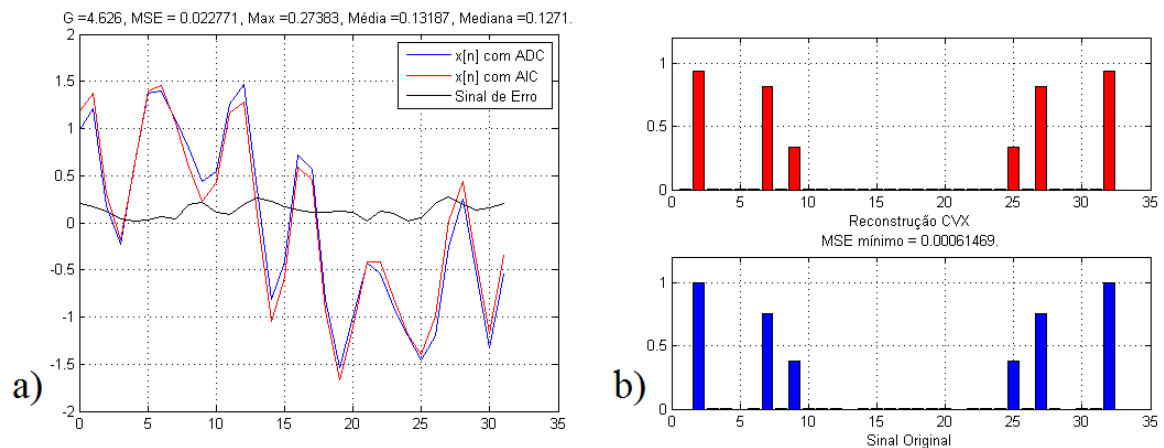 G =4.626, MSE = 0.022771, Max =0.27383, Média =0.13187, Mediana =0.1271.
2
1.5
1
0.5
0
-0.5
-1
-1.5
-2
0 5 10 15 20 25 30 35
x[n] com ADC
x[n] com AIC
Sinal de Erro
a)
1
0.5
0
0 5 10 15 20 25 30 35
Reconstrução CVX
MSE mínimo = 0.00061469.
1
0.5
0
0 5 10 15 20 25 30 35
Sinal Original
b)